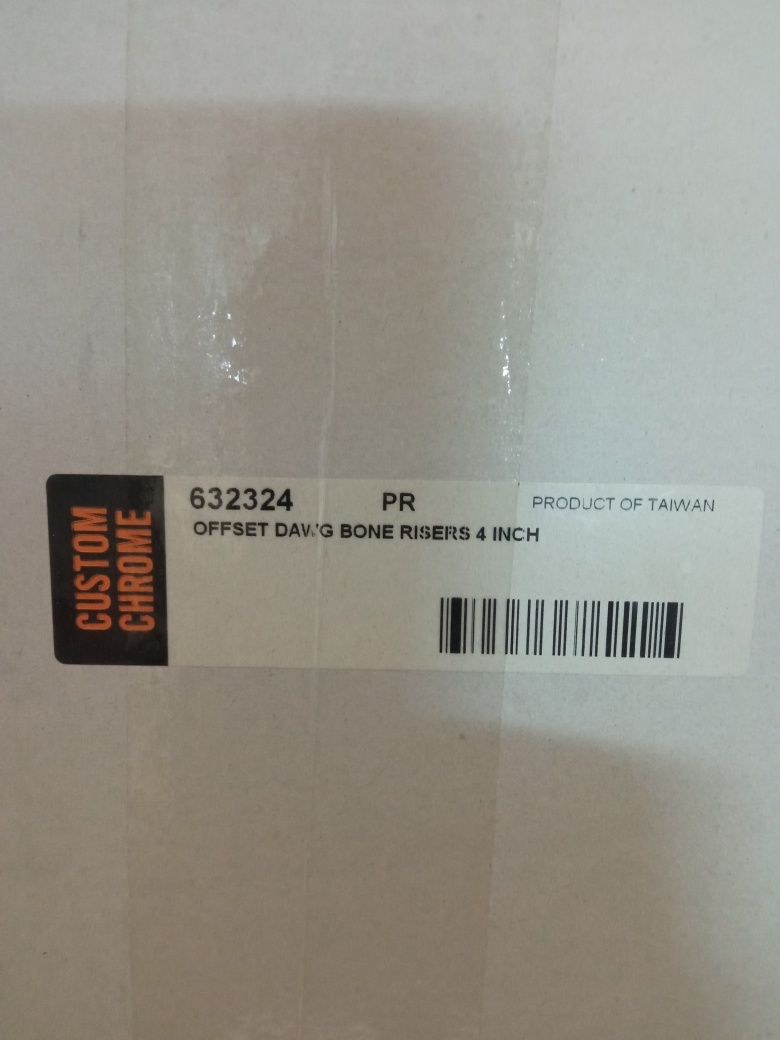 CUSTOM
CHROME
632324 PR PRODUCT OF TAIWAN
OFFSET DAWG BONE RISERS 4 INCH